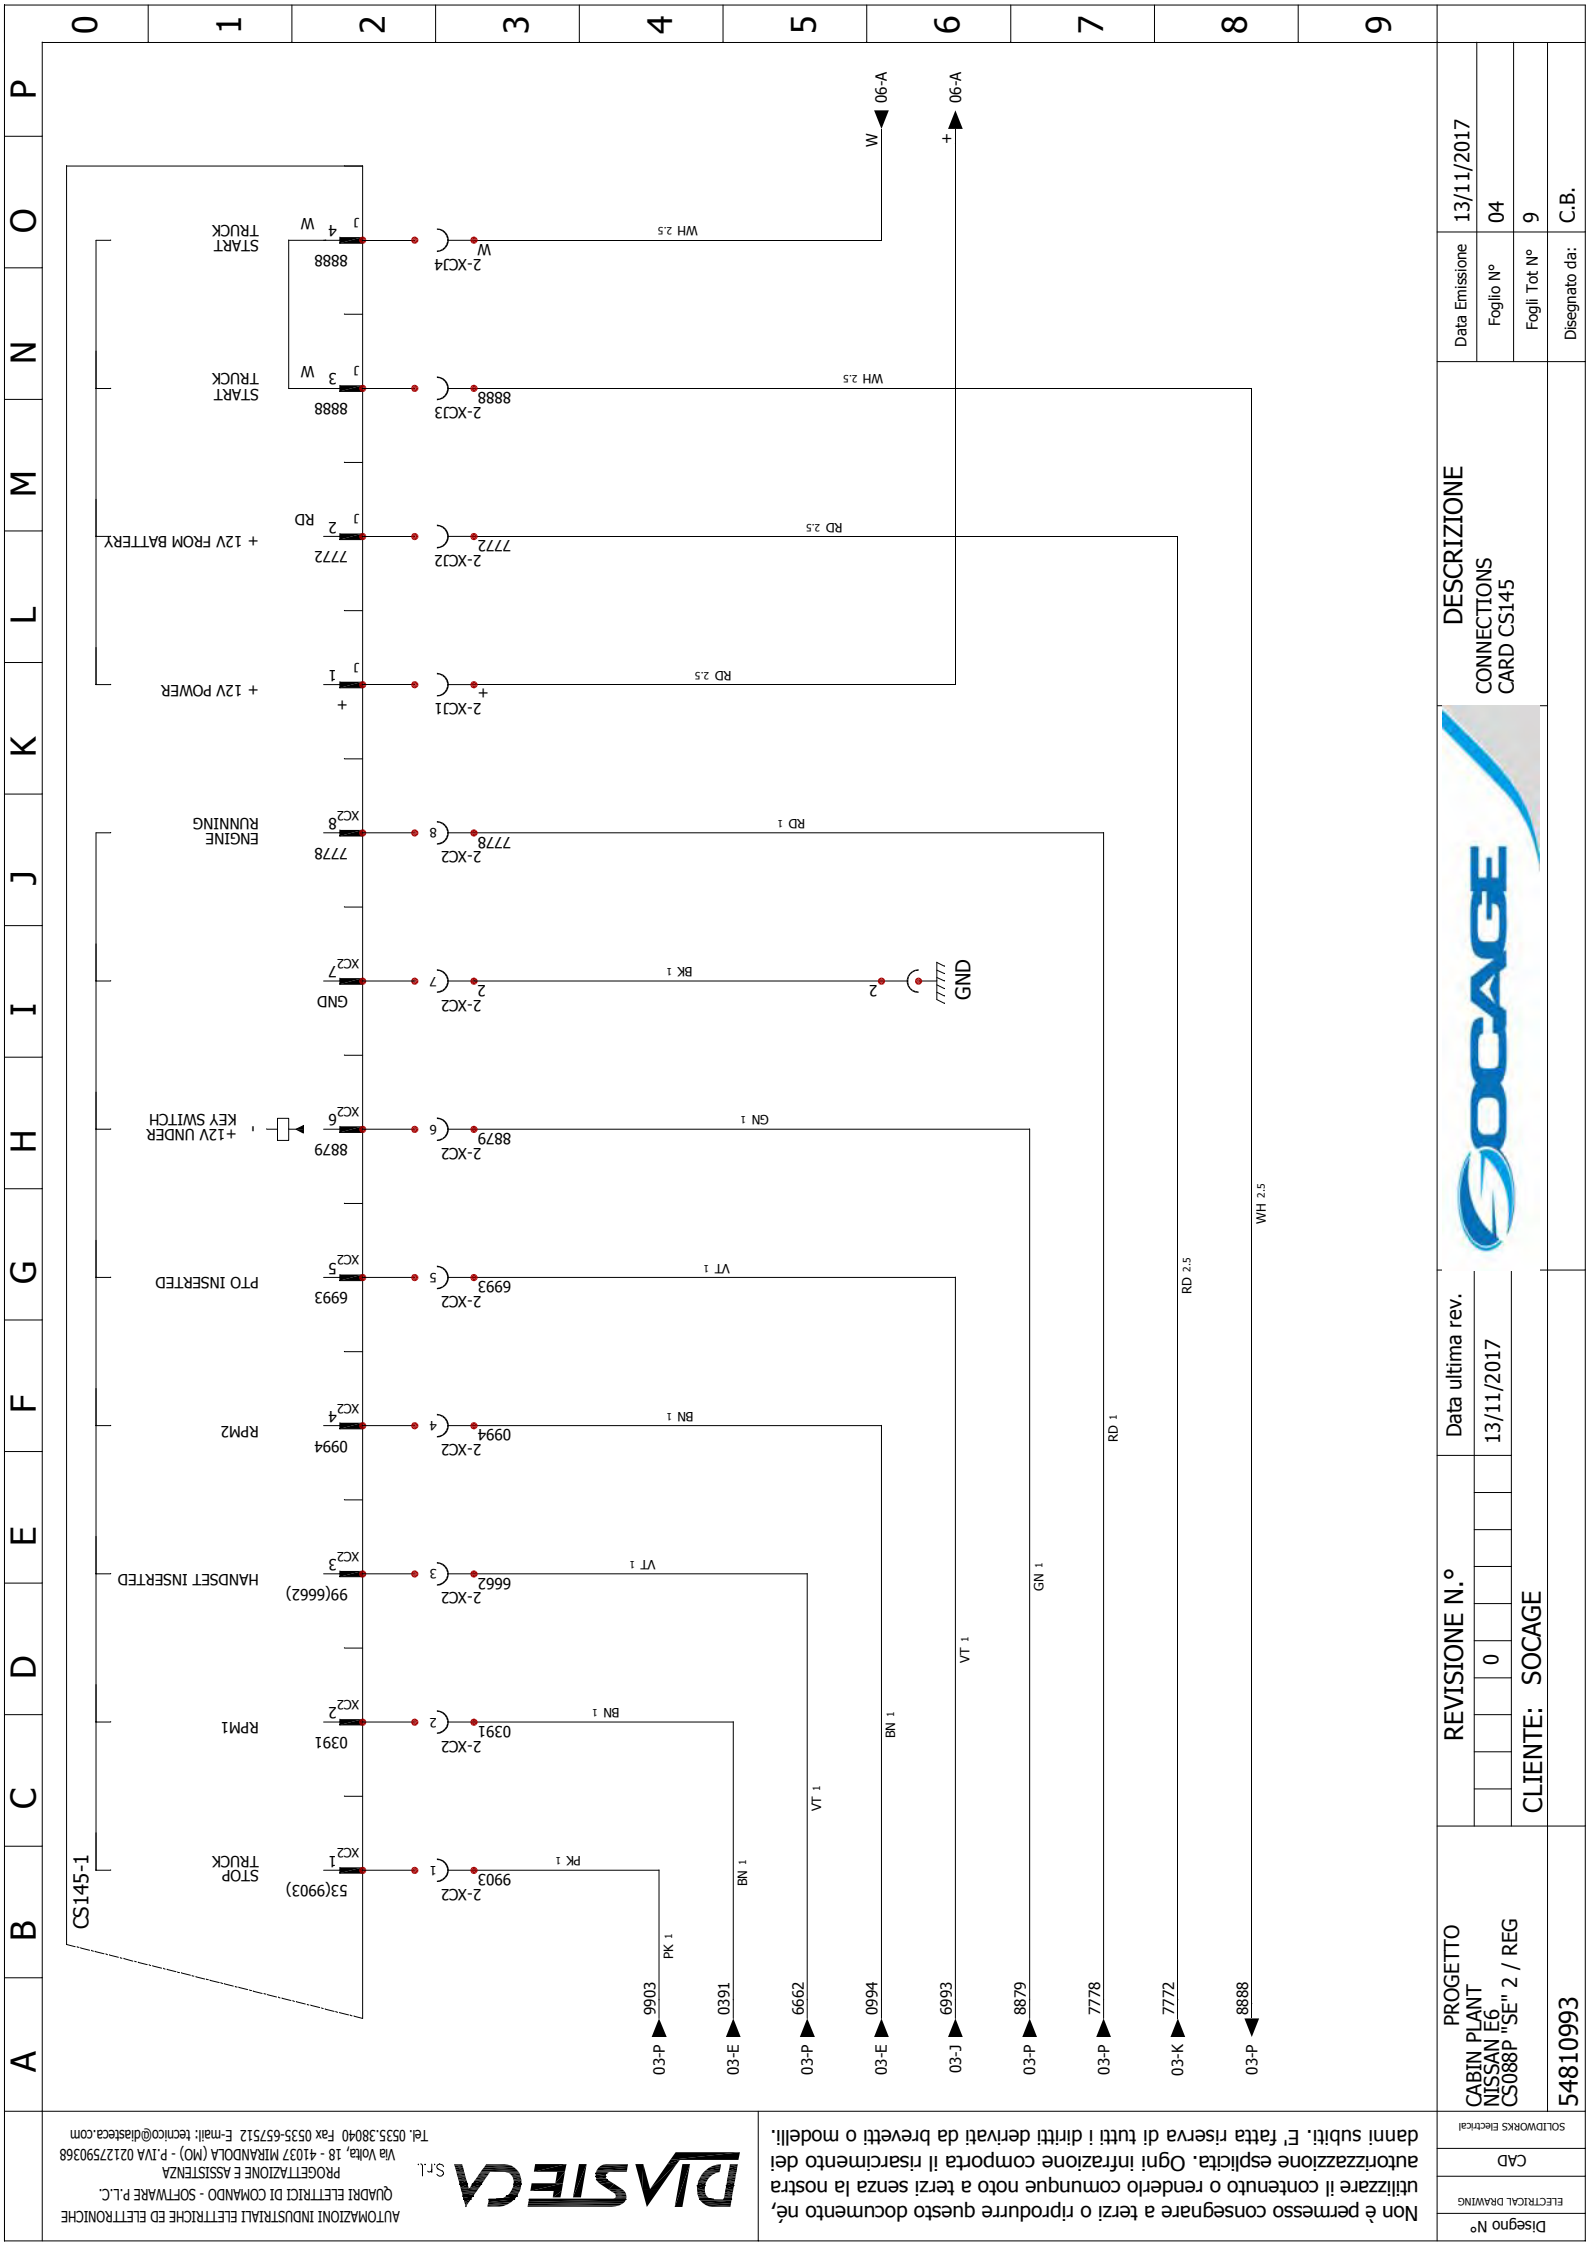 0 1 2 3 4 5 6 7 8 9
A B C D E F G H I J K L M N O P
CS145-1
STOP
TRUCK
53(9903)
1
XC2
1
2-XC2
9903
PK 1
PK 1
9903
03-P
RPM1
0391
2
XC2
2
2-XC2
0391
BN 1
BN 1
0391
03-E
HANDSET INSERTED
99(6662)
3
XC2
3
2-XC2
6662
VT 1
VT 1
6662
03-P
RPM2
0994
4
XC2
4
2-XC2
0994
BN 1
BN 1
0994
03-E
PTO INSERTED
6993
5
XC2
5
2-XC2
6993
VT 1
VT 1
6993
03-J
+12V UNDER
KEY SWITCH
-
8879
6
XC2
6
2-XC2
8879
GN 1
GN 1
8879
03-P
GND
7
XC2
7
2-XC2
2
BK 1
2
GND
ENGINE
RUNNING
7778
8
XC2
8
2-XC2
7778
RD 1
RD 1
7778
03-P
+ 12V POWER
+
1
J
2-XCJ1
+
RD 2.5
+
06-A
+ 12V FROM BATTERY
7772
2
RD
J
2-XCJ2
7772
RD 2.5
RD 2.5
7772
03-K
START
TRUCK
8888
3
W
J
2-XCJ3
8888
WH 2.5
WH 2.5
8888
03-P
START
TRUCK
8888
4
W
J
2-XCJ4
W
WH 2.5
W
06-A
AUTOMAZIONI INDUSTRIALI ELETTRICHE ED ELETTRONICHE
QUADRI ELETTRICI DI COMANDO - SOFTWARE P.L.C.
PROGETTAZIONE E ASSISTENZA
Via Volta, 18 - 41037 MIRANDOLA (MO) - P.IVA 02127590368
Tel. 0535.38040 Fax 0535-657512 E-mail: tecnico@diasteca.com
DIASIECA S.r.l.
Non è permesso consegnare a terzi o riprodurre questo documento né,
utilizzare il contenuto o renderlo comunque noto a terzi senza la nostra
autorizzazzione esplicita. Ogni infrazione comporta il risarcimento dei
danni subiti. E' fatta riserva di tutti i diritti derivati da brevetti o modelli.
Disegno N°
ELECTRICAL DRAWING
CAD
SOLIDWORKS Electrical
PROGETTO
CABIN PLANT
NISSAN E6
CS088P "SE" 2 / REG
54810993
REVISIONE N.°
0
Data ultima rev.
13/11/2017
CLIENTE: SOCAGE
SOCAGE
DESCRIZIONE
CONNECTIONS
CARD CS145
Data Emissione 13/11/2017
Foglio N° 04
Fogli Tot N° 9
Disegnato da: C.B.